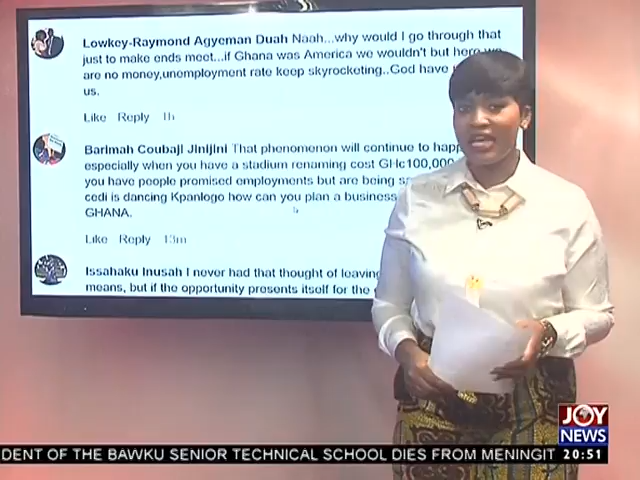 Lowkey-Raymond Agyeman Duah Naah...why would I go through that
just to make ends meet...if Ghana was America we wouldn't but here we
are no money,unemployment rate keep skyrocketing..God have
us.
Like Reply 1h
Barimah Coubaji Jinijini That phenomenon will continue to
especially when you have a stadium renaming cost GHc100,000
you have people promised employments but are being
cedi is dancing Kpanlogo how can you plan a business
GHANA.
Like Reply 13m
Issahaku Inusah I never had that thought of leaving
means, but if the opportunity presents itself for the
JOY
NEWS
DENT OF THE BAWKU SENIOR TECHNICAL SCHOOL DIES FROM MENINGIT
20:51